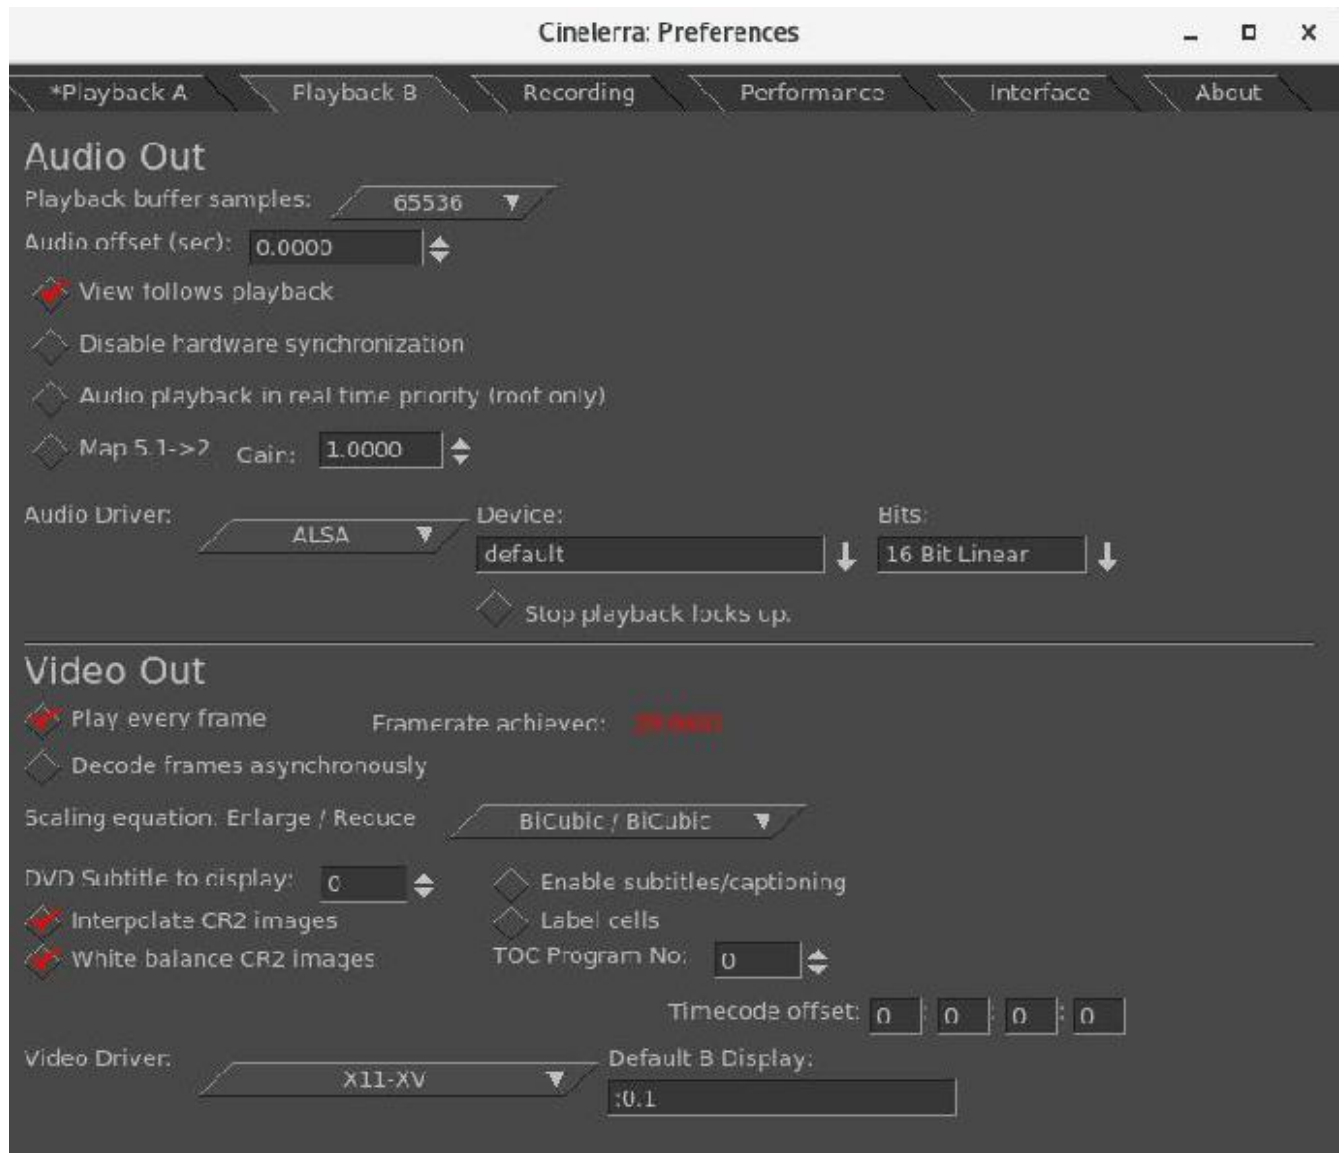 Cinelerra: Preferences
*Playback A Playback B Recording Performance Interface About
Audio Out
Playback buffer samples: 65536
Audio offset (sec): 0.0000
View follows playback
Disable hardware synchronization
Audio playback in real time priority (root only)
Map 5.1->2 Gain: 1.0000
Audio Driver: ALSA
Device:
default
Bits:
16 Bit Linear
Stop playback locks up.
Video Out
Play every frame Framerate achieved:
Decode frames asynchronously
Scaling equation: Enlarge / Reduce BiCubic / BiCubic
DVD Subtitle to display: 0 Enable subtitles/captioning
Interpolate CR2 images Label cells
White balance CR2 images TOC Program No: 0
Timecode offset: 0 : 0 : 0 : 0
Video Driver: X11-XV
Default B Display:
:0.1